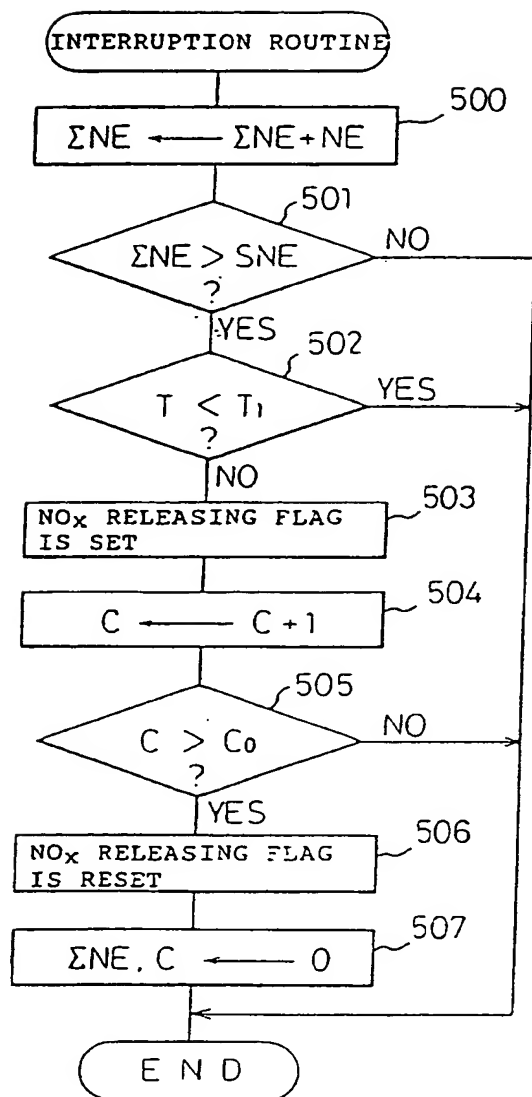 INTERRUPTION ROUTINE
500
ΣNE ← ΣNE+NE
501
ΣNE > SNE
?
NO
YES
502
T < T₁
?
YES
NO
503
NOx RELEASING FLAG
IS SET
504
C ← C+1
505
C > C₀
?
NO
YES
506
NOx RELEASING FLAG
IS RESET
507
ΣNE, C ← 0
END